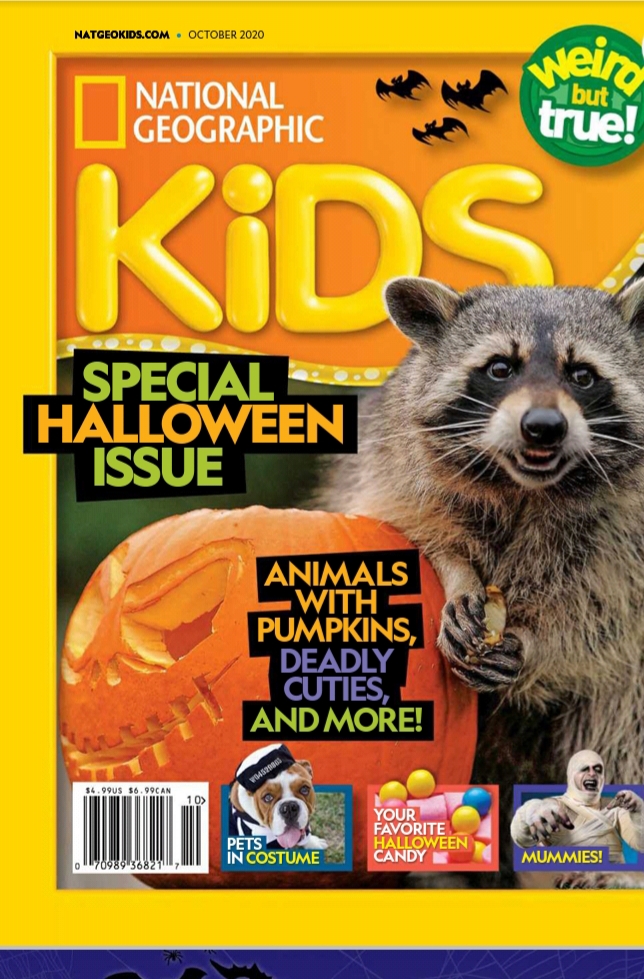 NATGEOKIDS.COM • OCTOBER 2020
NATIONAL
GEOGRAPHIC
KiDS
weird
but
true!
SPECIAL
HALLOWEEN
ISSUE
ANIMALS
WITH
PUMPKINS,
DEADLY
CUTIES,
AND MORE!
$4.99US $6.99CAN
10>
0 70989 36821 7
PETS
IN COSTUME
YOUR
FAVORITE
HALLOWEEN
CANDY
MUMMIES!